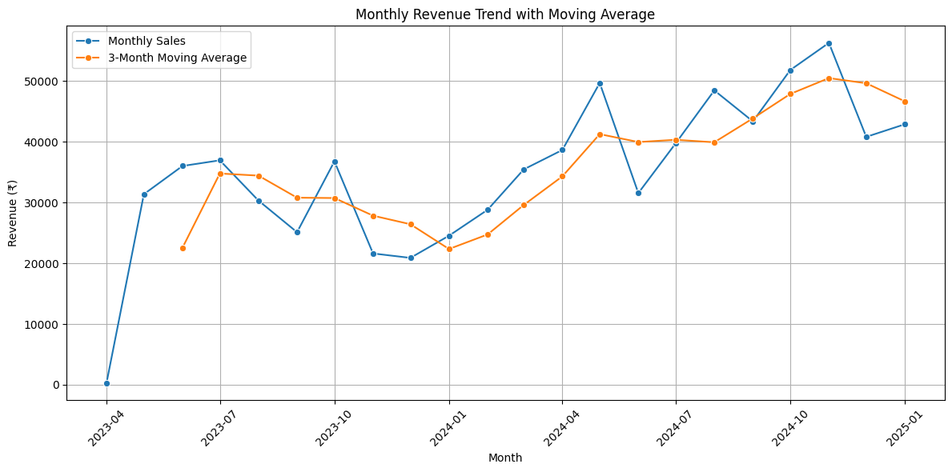 Monthly Revenue Trend with Moving Average
Monthly Sales
3-Month Moving Average
Revenue (₹)
50000
40000
30000
20000
10000
0
2023-04
2023-07
2023-10
2024-01
2024-04
2024-07
2024-10
2025-01
Month